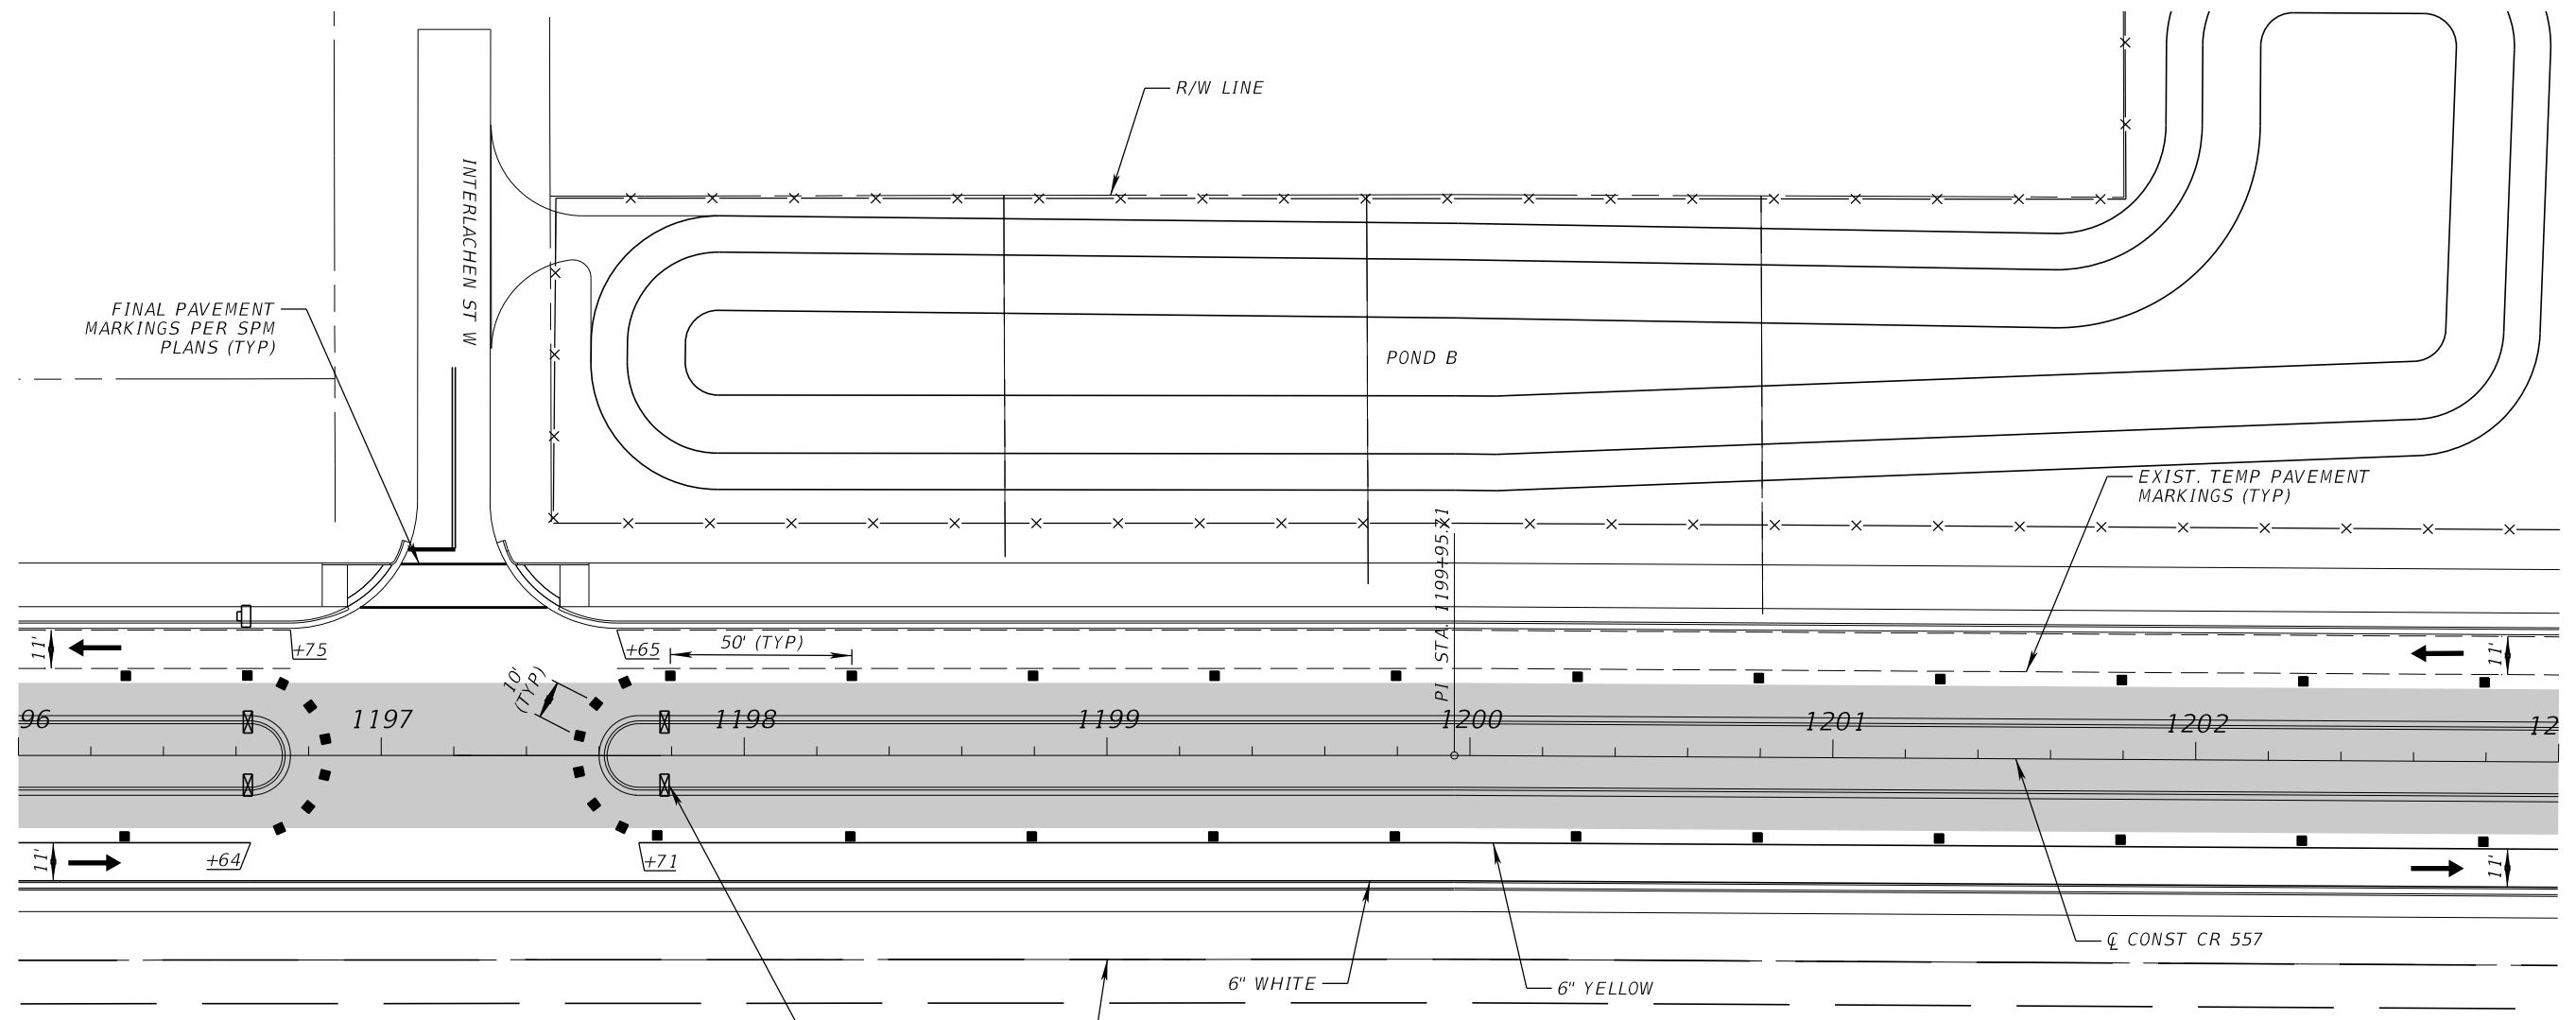 R/W LINE
INTERLACHEN ST W
FINAL PAVEMENT
MARKINGS PER SPM
PLANS (TYP)
POND B
EXIST. TEMP PAVEMENT
MARKINGS (TYP)
PI STA. 1199+95.71
11'
+75
+65
50' (TYP)
11'
10'
(TYP)
96
1197
1198
1199
1200
1201
1202
12
11'
+64
+71
11'
℄ CONST CR 557
6" WHITE
6" YELLOW